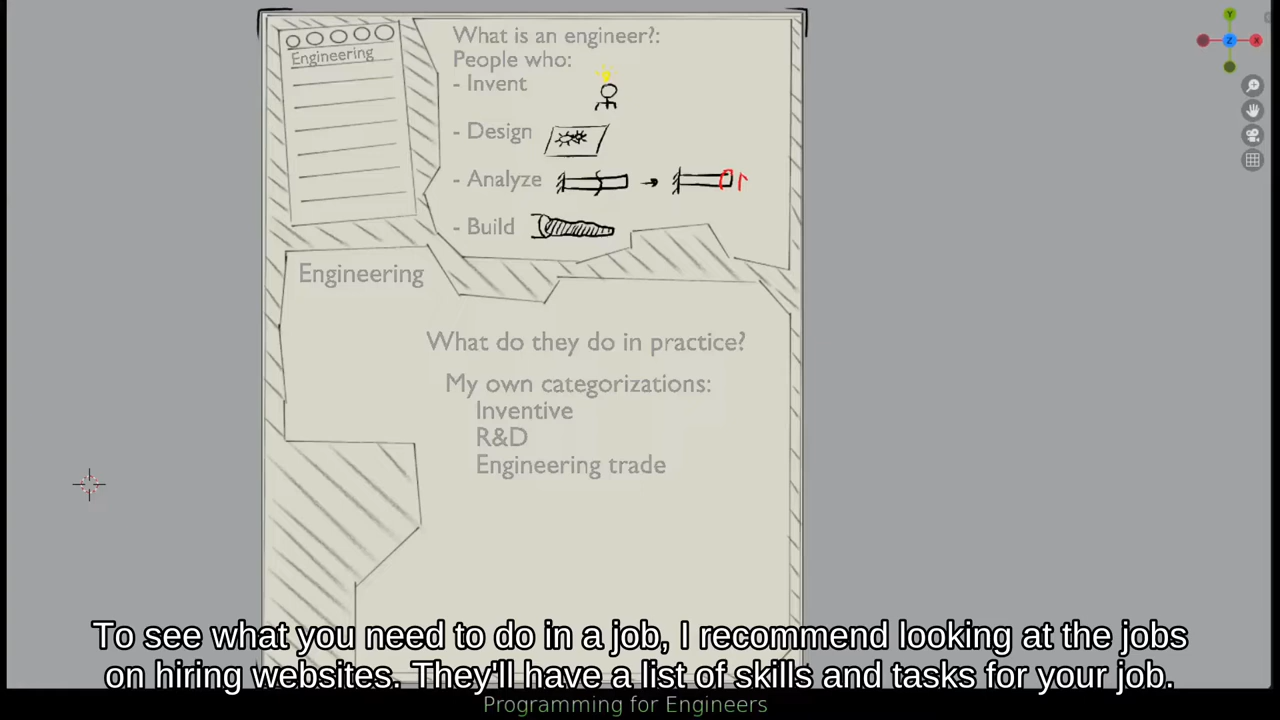 Engineering
What is an engineer?:
People who:
- Invent
- Design
- Analyze
- Build
Engineering
What do they do in practice?
My own categorizations:
Inventive
R&D
Engineering trade
To see what you need to do in a job, I recommend looking at the jobs
on hiring websites. They'll have a list of skills and tasks for your job.
Programming for Engineers
Y
Z
X